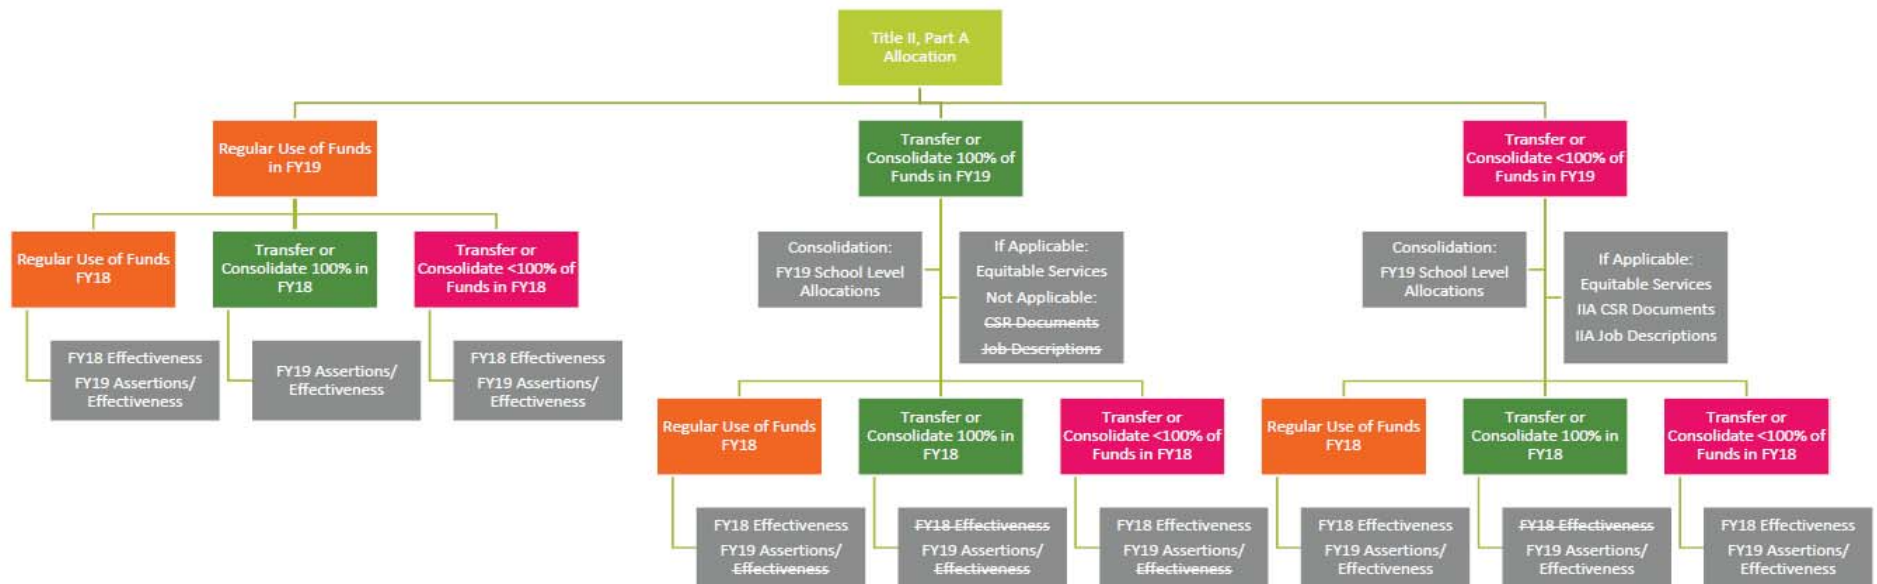 Title II, Part A
Allocation
Regular Use of Funds
in FY19
Transfer or
Consolidate 100% of
Funds in FY19
Transfer or
Consolidate <100% of
Funds in FY19
Regular Use of Funds
FY18
Transfer or
Consolidate 100% in
FY18
Transfer or
Consolidate <100% of
Funds in FY18
FY18 Effectiveness
FY19 Assertions/
Effectiveness
FY19 Assertions/
Effectiveness
FY18 Effectiveness
FY19 Assertions/
Effectiveness
Consolidation:
FY19 School Level
Allocations
If Applicable:
Equitable Services
Not Applicable:
CSR Documents
Job Descriptions
Regular Use of Funds
FY18
Transfer or
Consolidate 100% in
FY18
Transfer or
Consolidate <100% of
Funds in FY18
FY18 Effectiveness
FY19 Assertions/
Effectiveness
FY18 Effectiveness
FY19 Assertions/
Effectiveness
FY18 Effectiveness
FY19 Assertions/
Effectiveness
Consolidation:
FY19 School Level
Allocations
If Applicable:
Equitable Services
IIA CSR Documents
IIA Job Descriptions
Regular Use of Funds
FY18
Transfer or
Consolidate 100% in
FY18
Transfer or
Consolidate <100% of
Funds in FY18
FY18 Effectiveness
FY19 Assertions/
Effectiveness
FY18 Effectiveness
FY19 Assertions/
Effectiveness
FY18 Effectiveness
FY19 Assertions/
Effectiveness